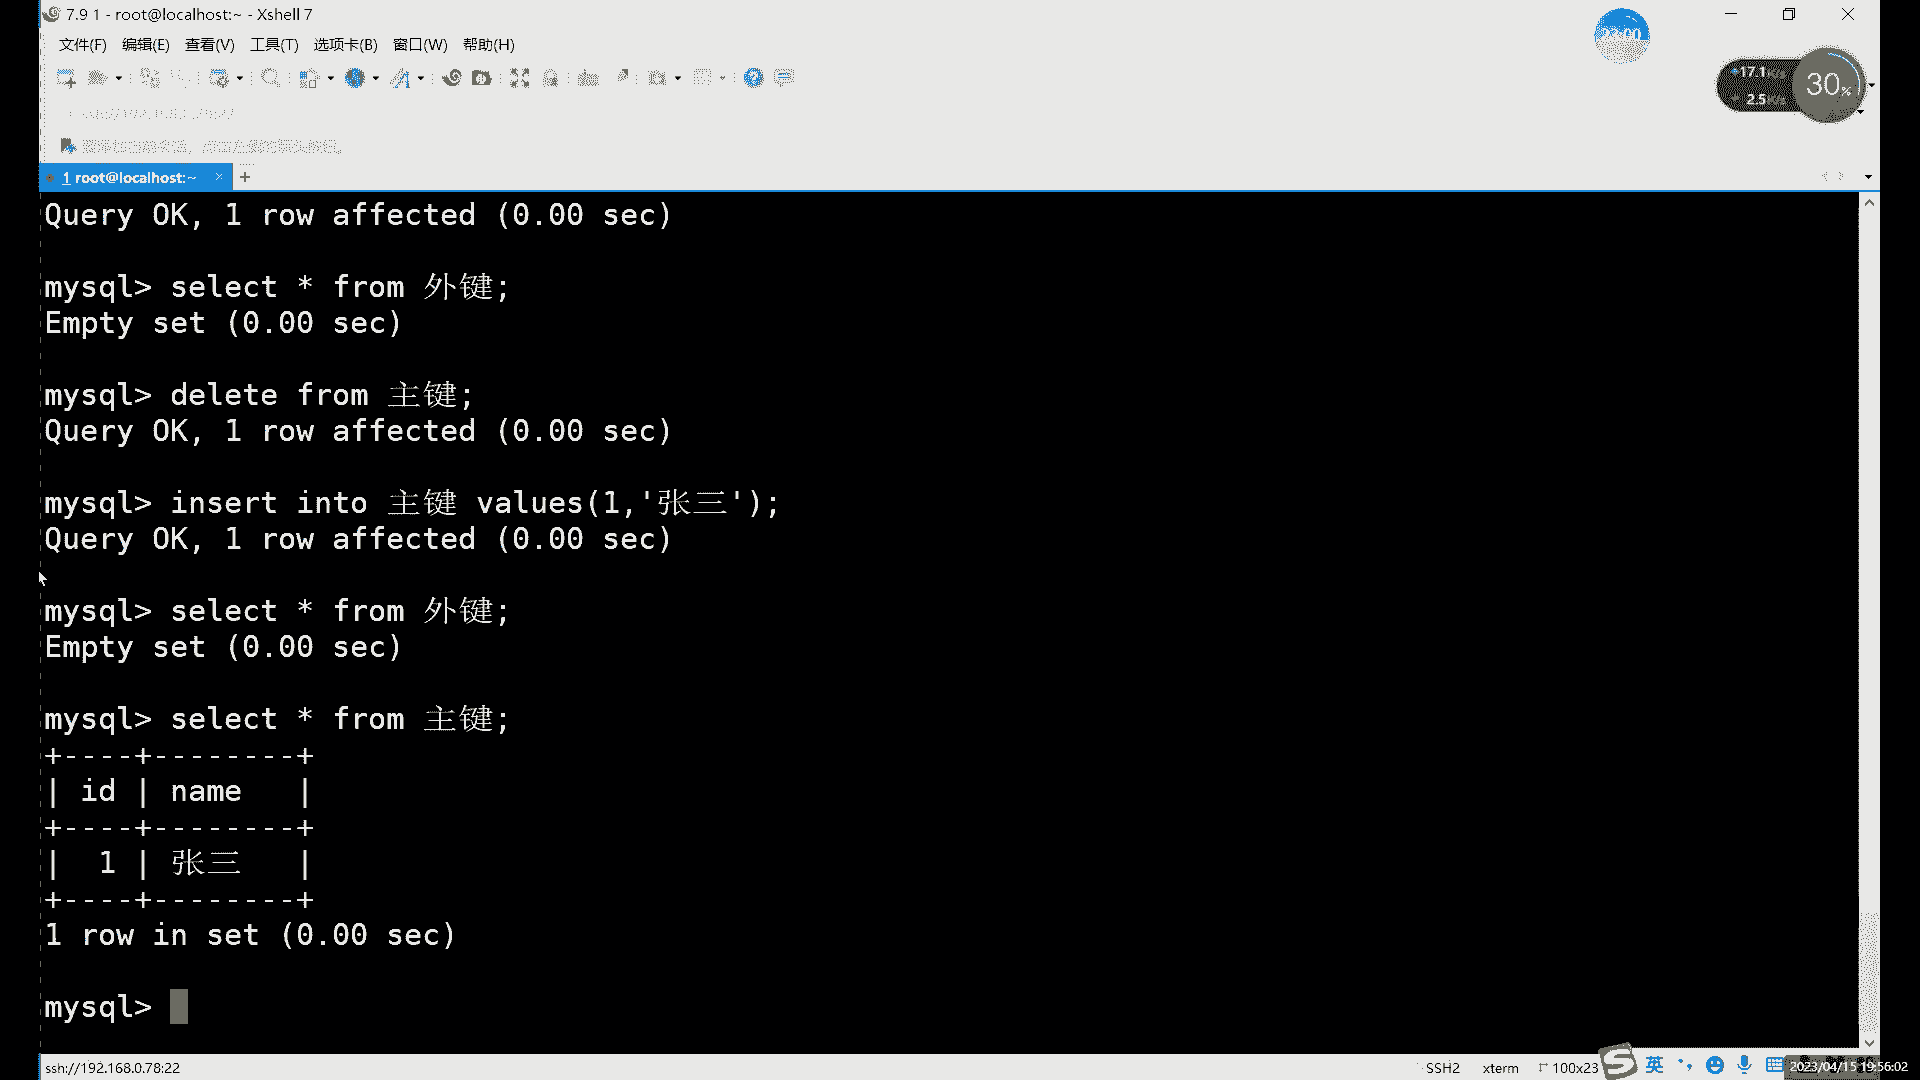 7.9 1 - root@localhost:~ - Xshell 7
文件(F) 编辑(E) 查看(V) 工具(T) 选项卡(B) 窗口(W) 帮助(H)
17.1
30%
2.5
1 root@localhost:~ × +
Query OK, 1 row affected (0.00 sec)
mysql> select * from 外键;
Empty set (0.00 sec)
mysql> delete from 主键;
Query OK, 1 row affected (0.00 sec)
mysql> insert into 主键 values(1,'张三');
Query OK, 1 row affected (0.00 sec)
mysql> select * from 外键;
Empty set (0.00 sec)
mysql> select * from 主键;
+----+--------+
| id | name   |
+----+--------+
|  1 | 张三   |
+----+--------+
1 row in set (0.00 sec)
mysql>
ssh://192.168.0.78:22 SSH2 xterm 100x23 英 2023/04/15 19:56:02